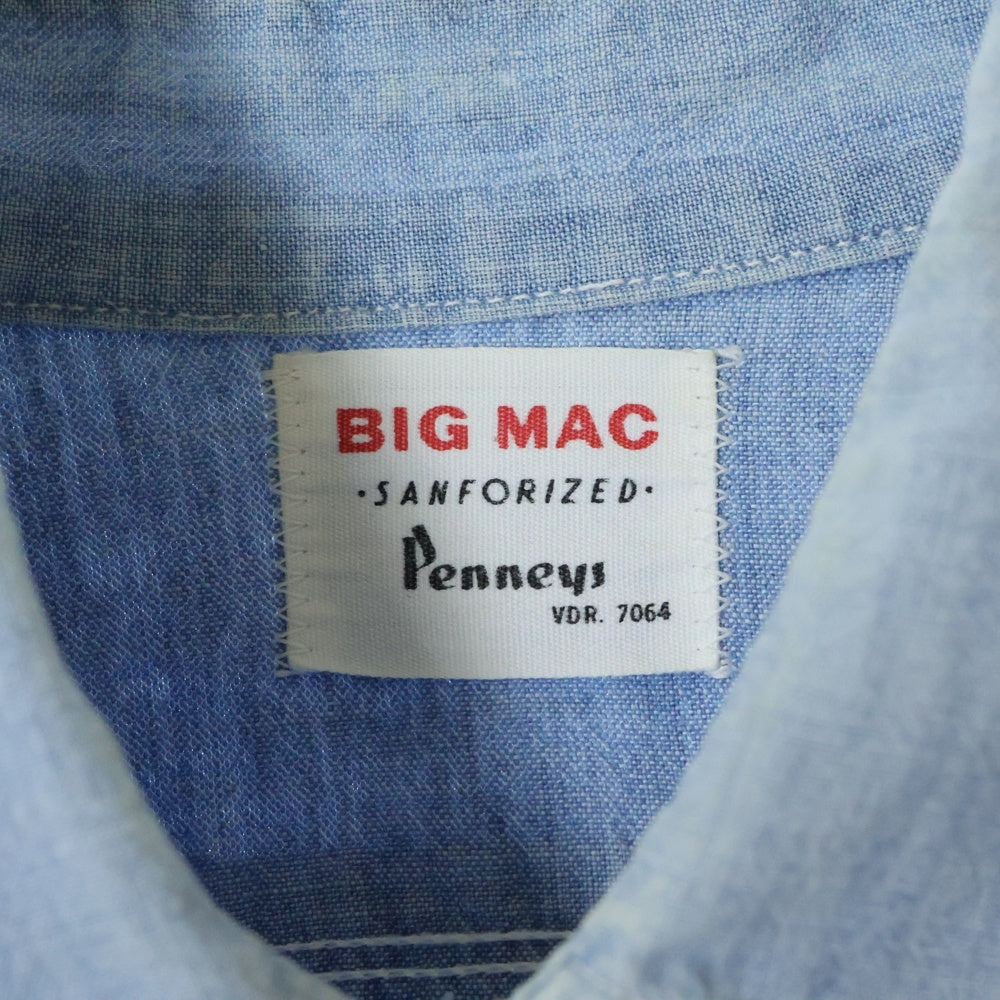 BIG MAC
·SANFORIZED·
Penneys
VDR. 7064